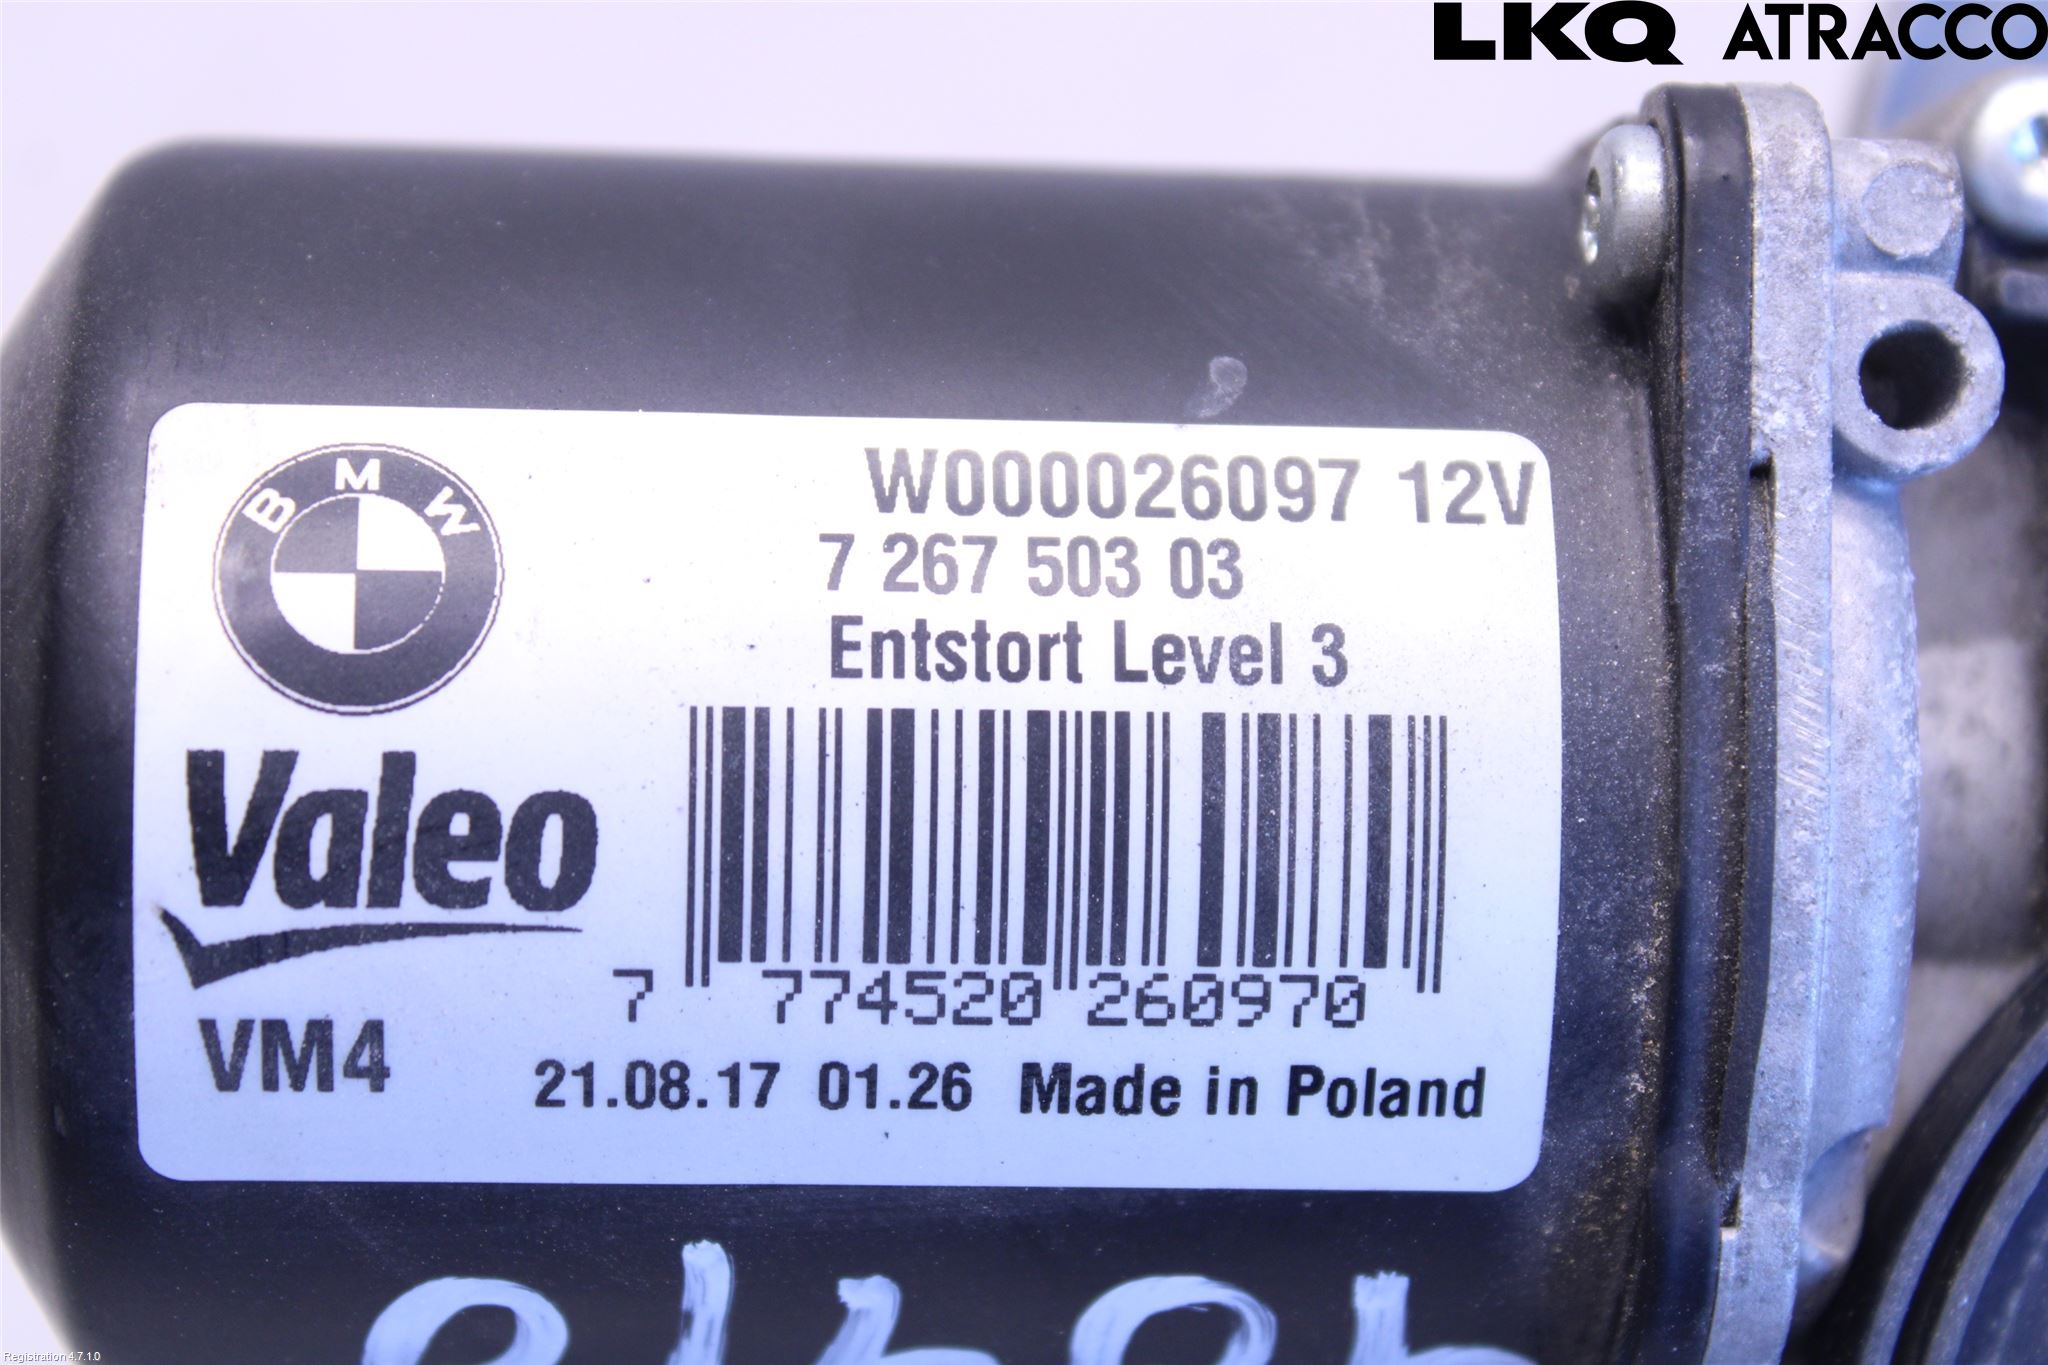 LKQ ATRACCO
BMW
W000026097 12V
7 267 503 03
Entstort Level 3
Valeo
7 774520 260970
VM4
21.08.17 01.26 Made in Poland
Registration 4.7.1.0